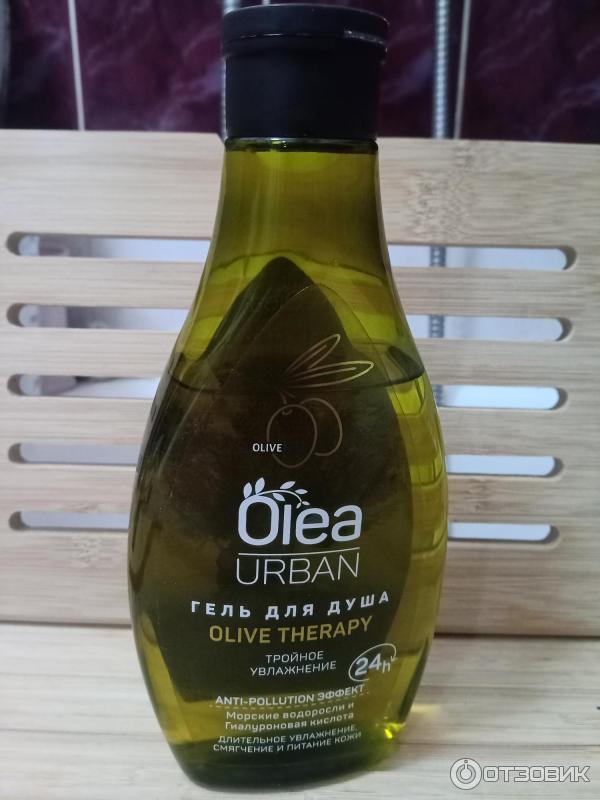 OLIVE
Olea
URBAN
ГЕЛЬ ДЛЯ ДУША
OLIVE THERAPY
ТРОЙНОЕ
УВЛАЖНЕНИЕ
24h
ANTI-POLLUTION ЭФФЕКТ
Морские водоросли и
Гиалуроновая кислота
ДЛИТЕЛЬНОЕ УВЛАЖНЕНИЕ,
СМЯГЧЕНИЕ И ПИТАНИЕ КОЖИ
ОТЗОВИК